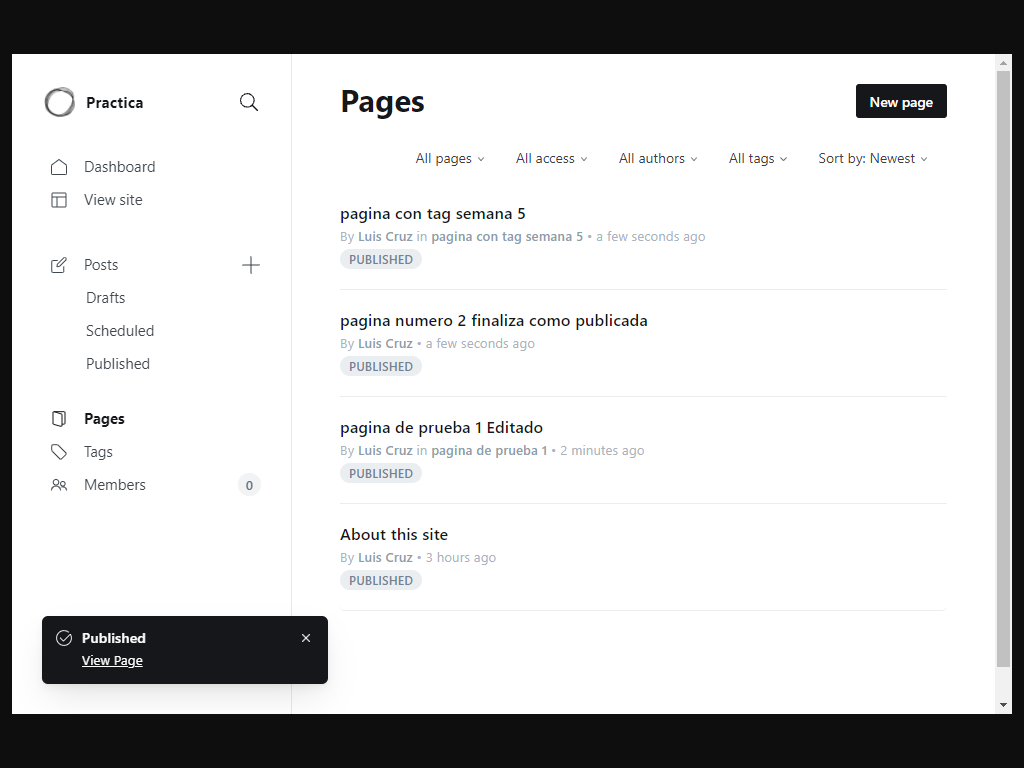 Practica
Dashboard
View site
Posts
Drafts
Scheduled
Published
Pages
Tags
Members 0
Published
View Page
Pages
New page
All pages All access All authors All tags Sort by: Newest
pagina con tag semana 5
By Luis Cruz in pagina con tag semana 5 • a few seconds ago
PUBLISHED
pagina numero 2 finaliza como publicada
By Luis Cruz • a few seconds ago
PUBLISHED
pagina de prueba 1 Editado
By Luis Cruz in pagina de prueba 1 • 2 minutes ago
PUBLISHED
About this site
By Luis Cruz • 3 hours ago
PUBLISHED